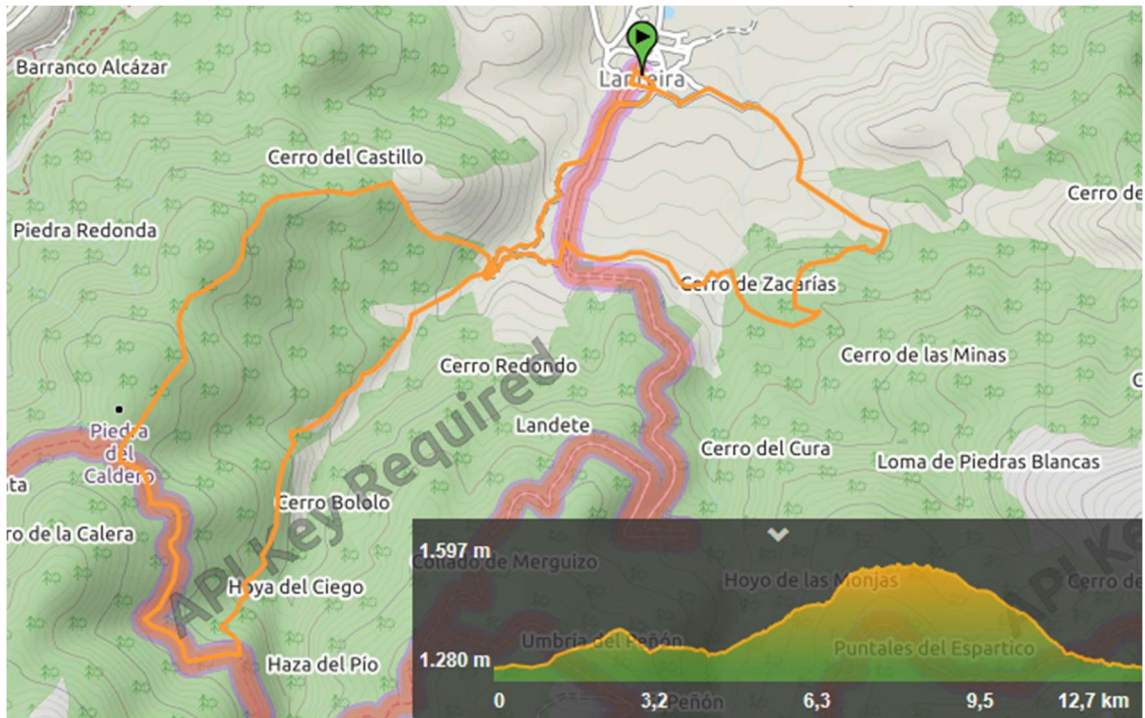 Barranco Alcázar
Lanteira
Cerro del Castillo
Cerro de
Piedra Redonda
Cerro de Zacarías
Cerro de las Minas
C
Cerro Redondo
Landete
Piedra
del
Caldero
Cerro del Cura
Loma de Piedras Blancas
ta
Cerro Bololo
ro de la Calera
API Key Required
Hoya del Ciego
Haza del Pío
1.597 m
Collado de Merguizo
Hoyo de las Monjas
Cerro de
API Ke
Umbría del Peñón
Puntales del Espartico
1.280 m
Peñón
0
3,2
6,3
9,5
12,7 km